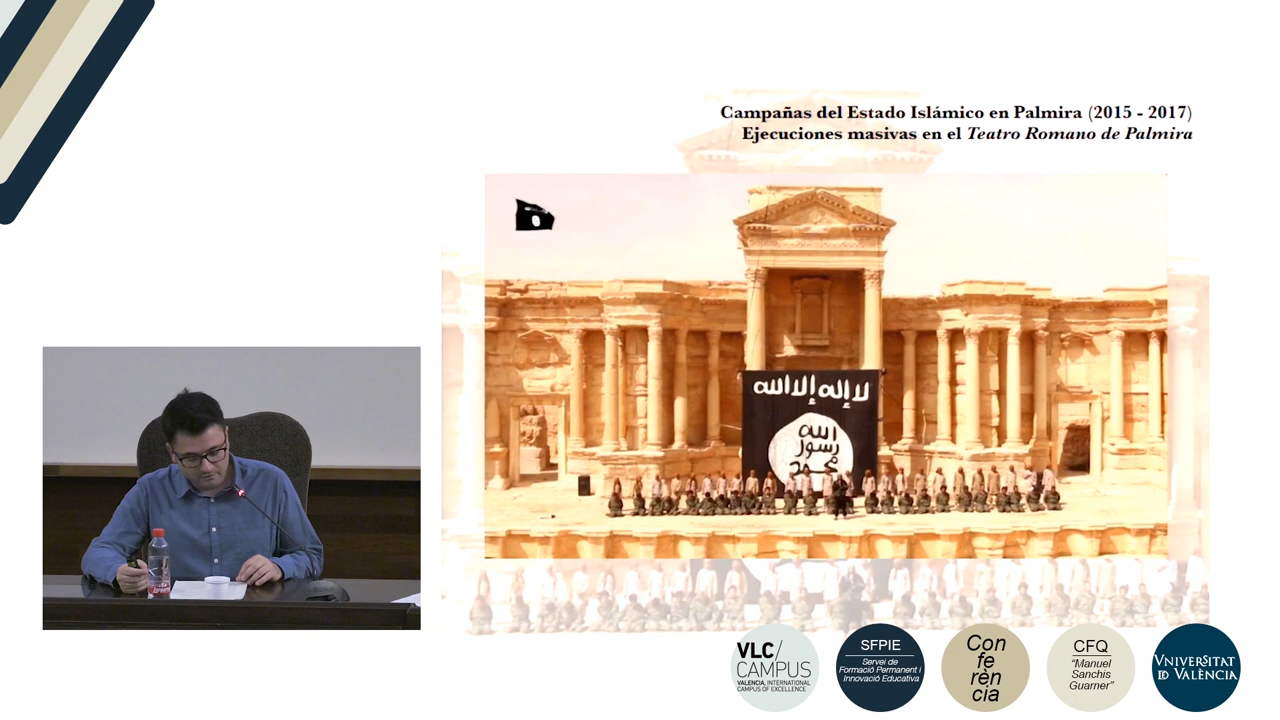 Campañas del Estado Islámico en Palmira (2015 - 2017)
Ejecuciones masivas en el Teatro Romano de Palmira
لا إله إلا الله
الله
رسول
محمد
VLC/
CAMPUS
VALENCIA, INTERNATIONAL
CAMPUS OF EXCELLENCE
SFPIE
Servei de
Formació Permanent i
Innovació Educativa
Con
fe
rèn
cia
CFQ
“Manuel
Sanchis
Guarner”
VNIVERSITAT
ID VALÈNCIA